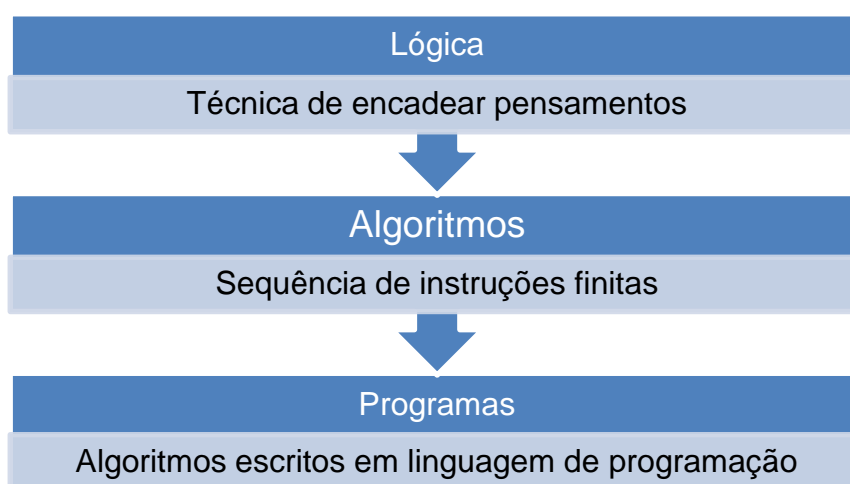 Lógica
Técnica de encadear pensamentos
Algoritmos
Sequência de instruções finitas
Programas
Algoritmos escritos em linguagem de programação